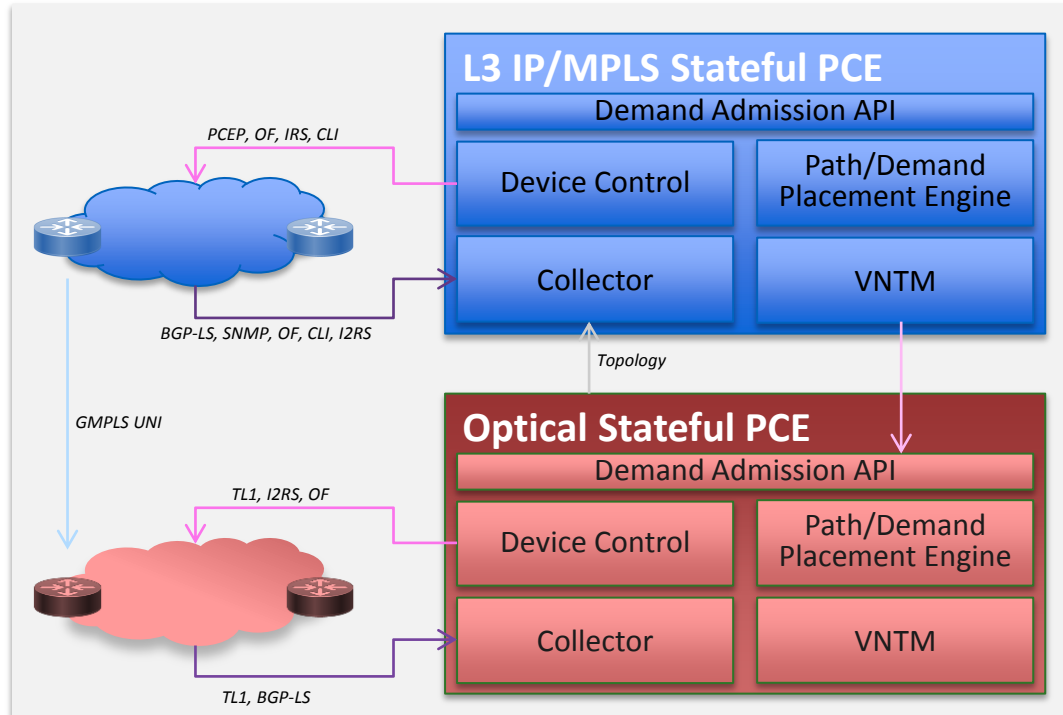 L3 IP/MPLS Stateful PCE
Demand Admission API
PCEP, OF, IRS, CLI
Device Control
Path/Demand
Placement Engine
Collector
VNTM
BGP-LS, SNMP, OF, CLI, I2RS
Topology
GMPLS UNI
Optical Stateful PCE
Demand Admission API
TL1, I2RS, OF
Device Control
Path/Demand
Placement Engine
Collector
VNTM
TL1, BGP-LS